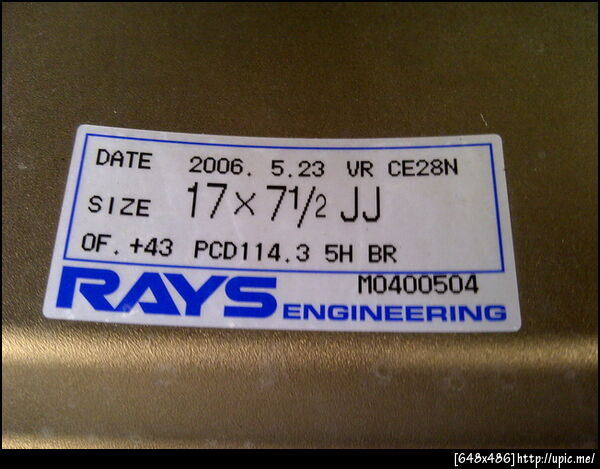 DATE 2006. 5.23 VR CE28N
SIZE 17×7½ JJ
OF. +43 PCD114.3 5H BR
M0400504
RAYS ENGINEERING
[648x486]http://upic.me/